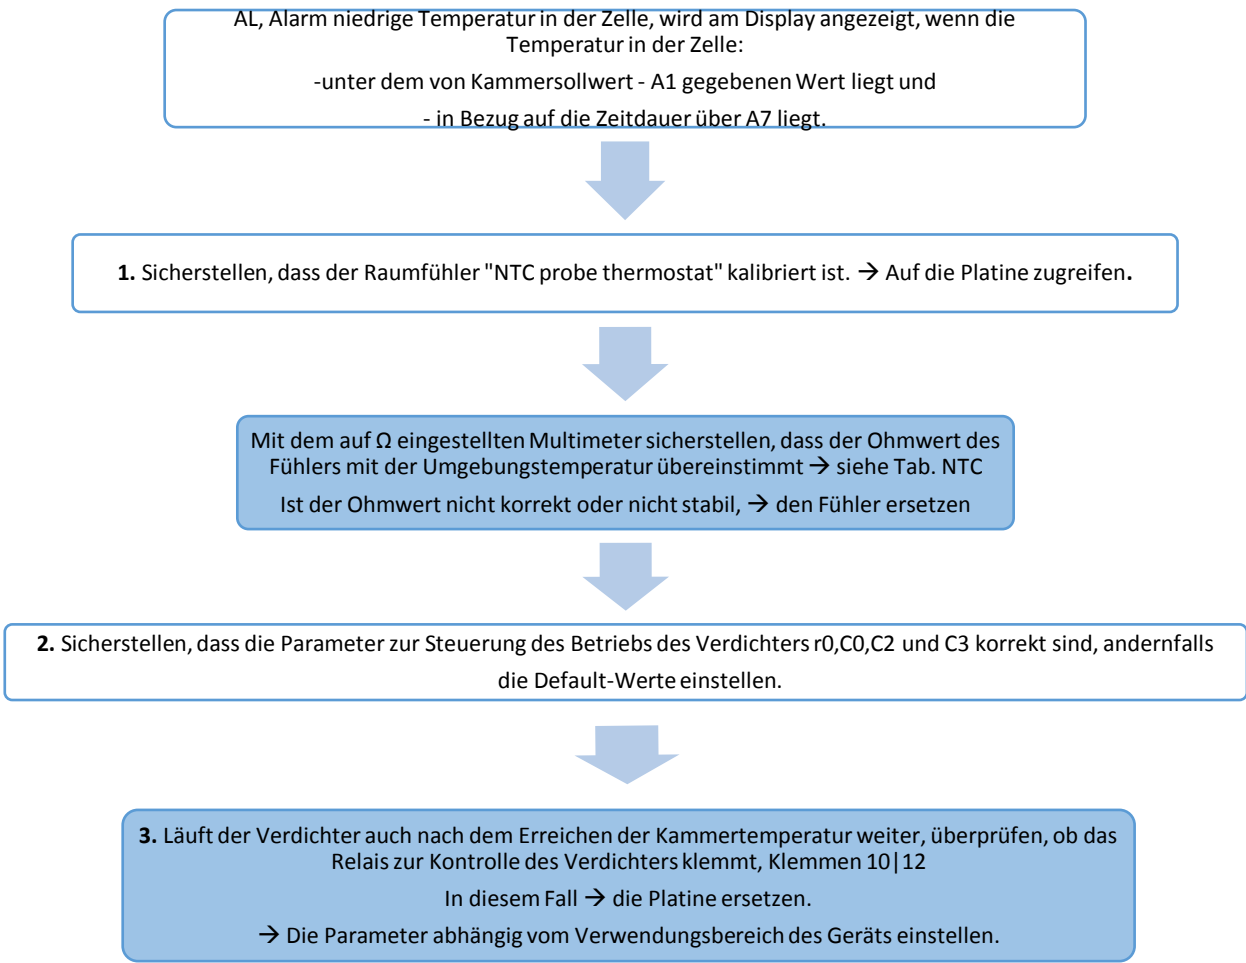 AL, Alarm niedrige Temperatur in der Zelle, wird am Display angezeigt, wenn die
Temperatur in der Zelle:
-unter dem von Kammersollwert - A1 gegebenen Wert liegt und
- in Bezug auf die Zeitdauer über A7 liegt.
1. Sicherstellen, dass der Raumfühler "NTC probe thermostat" kalibriert ist. → Auf die Platine zugreifen.
Mit dem auf Ω eingestellten Multimeter sicherstellen, dass der Ohmwert des
Fühlers mit der Umgebungstemperatur übereinstimmt → siehe Tab. NTC
Ist der Ohmwert nicht korrekt oder nicht stabil, → den Fühler ersetzen
2. Sicherstellen, dass die Parameter zur Steuerung des Betriebs des Verdichters r0,C0,C2 und C3 korrekt sind, andernfalls
die Default-Werte einstellen.
3. Läuft der Verdichter auch nach dem Erreichen der Kammertemperatur weiter, überprüfen, ob das
Relais zur Kontrolle des Verdichters klemmt, Klemmen 10|12
In diesem Fall → die Platine ersetzen.
→ Die Parameter abhängig vom Verwendungsbereich des Geräts einstellen.